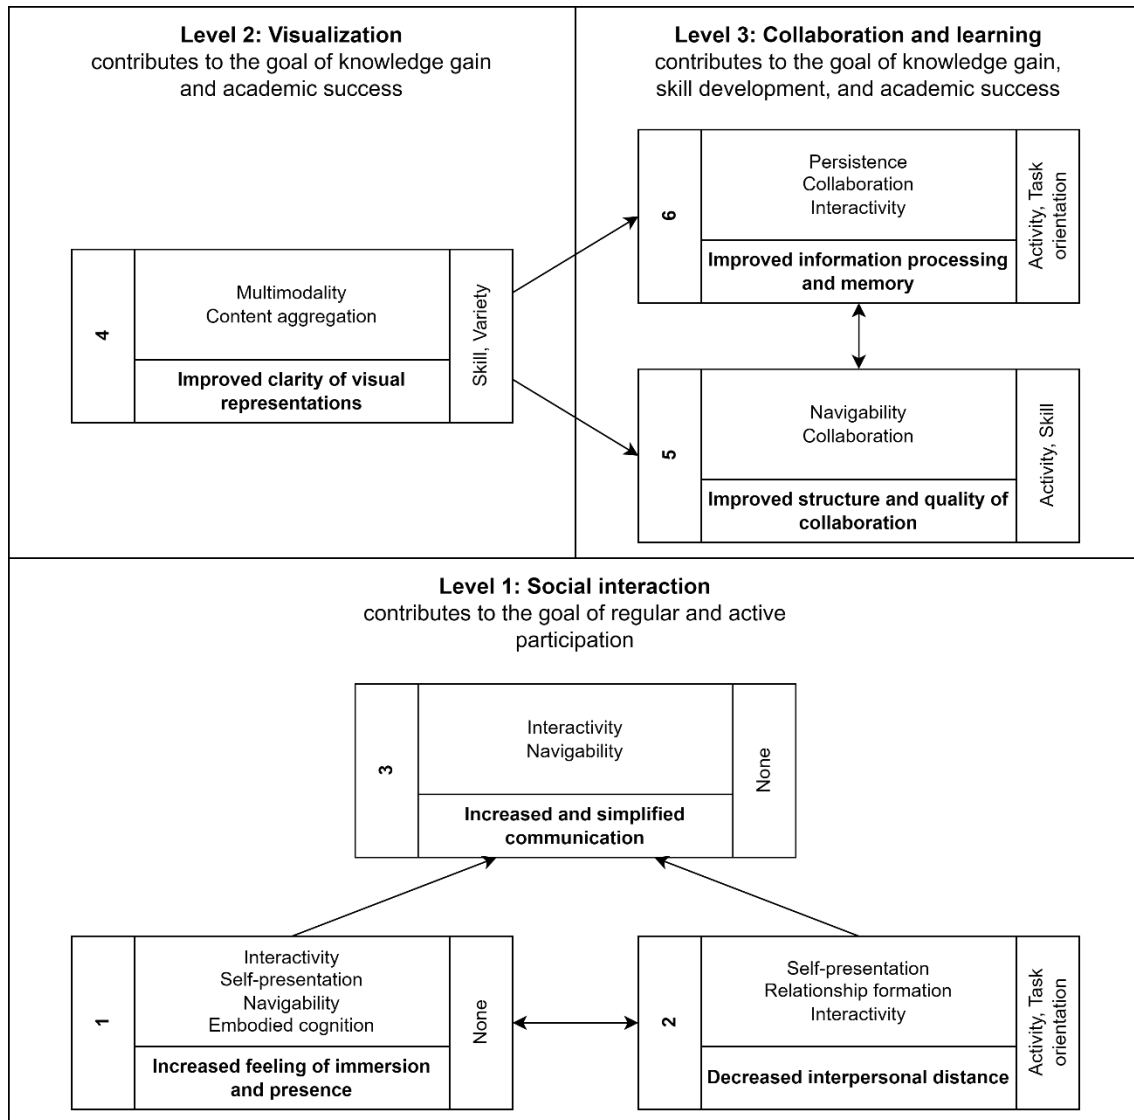 Level 2: Visualization
contributes to the goal of knowledge gain
and academic success
4
Multimodality
Content aggregation
Improved clarity of visual
representations
Skill, Variety
Level 3: Collaboration and learning
contributes to the goal of knowledge gain,
skill development, and academic success
6
Persistence
Collaboration
Interactivity
Improved information processing
and memory
Activity, Task
orientation
5
Navigability
Collaboration
Improved structure and quality of
collaboration
Activity, Skill
Level 1: Social interaction
contributes to the goal of regular and active
participation
3
Interactivity
Navigability
Increased and simplified
communication
None
1
Interactivity
Self-presentation
Navigability
Embodied cognition
Increased feeling of immersion
and presence
None
2
Self-presentation
Relationship formation
Interactivity
Decreased interpersonal distance
Activity, Task
orientation